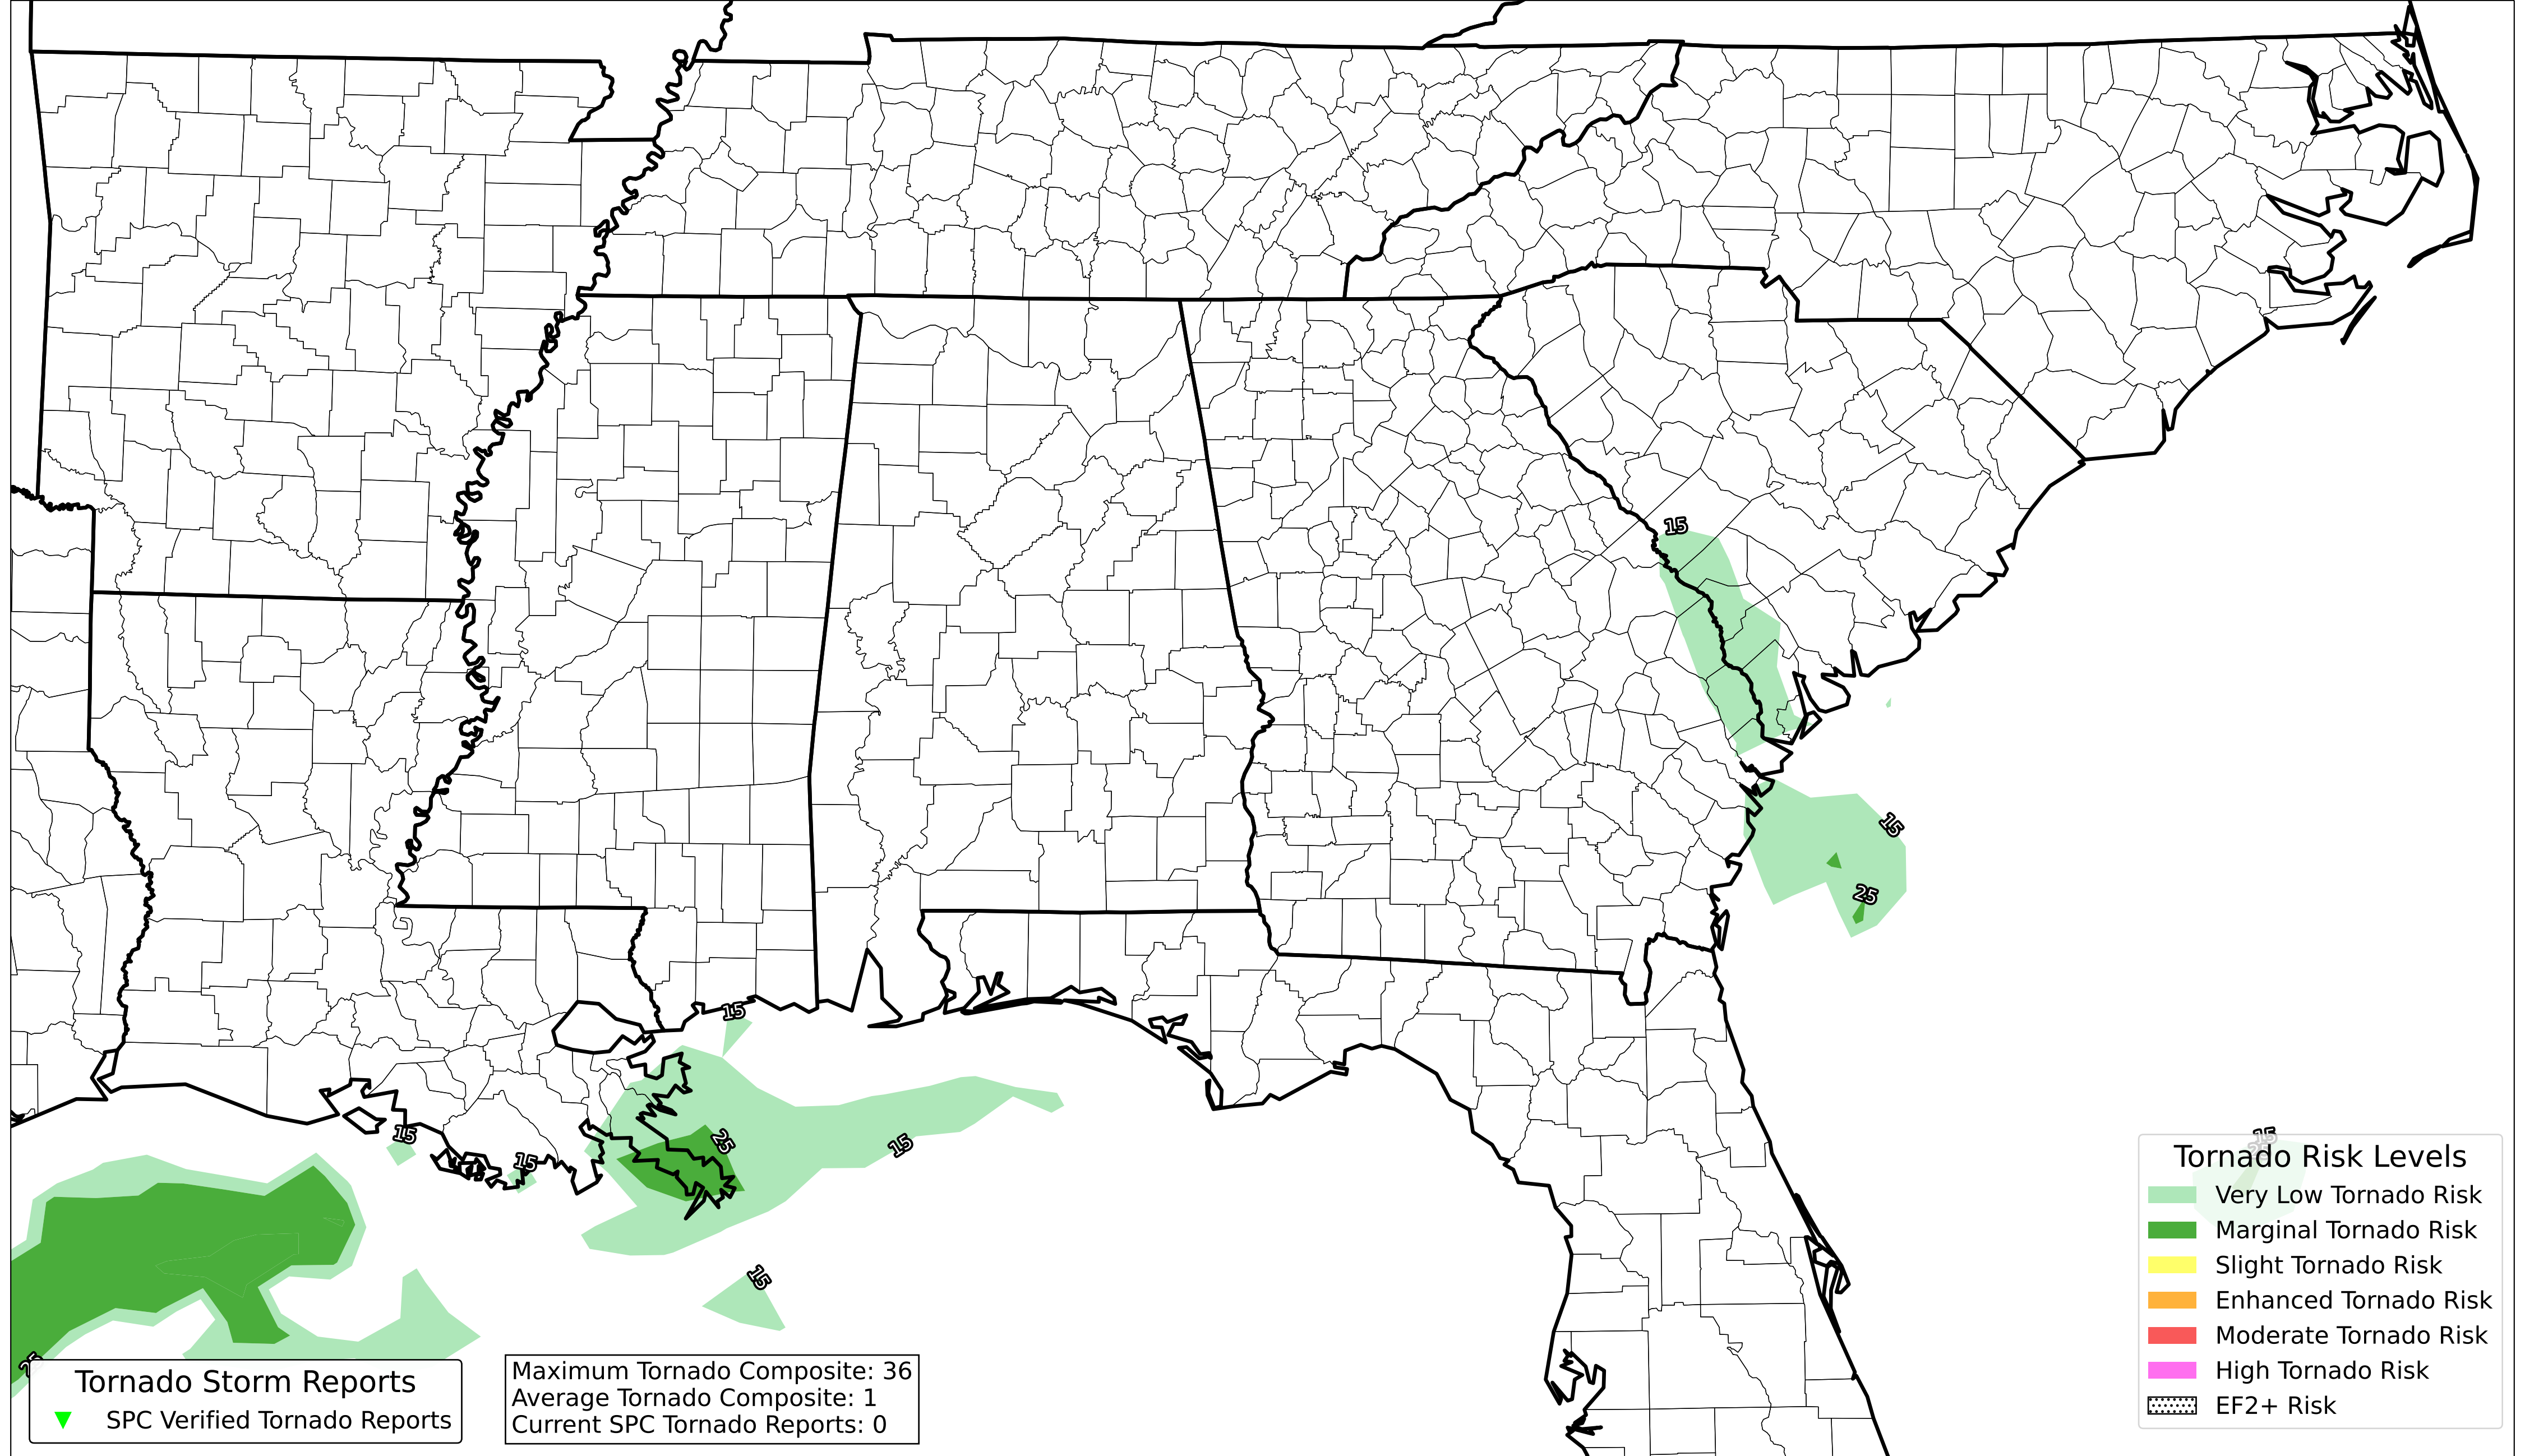 15
15
25
15
25
15
15
15
15
15
25
Tornado Risk Levels
Very Low Tornado Risk
Marginal Tornado Risk
Slight Tornado Risk
Enhanced Tornado Risk
Moderate Tornado Risk
High Tornado Risk
EF2+ Risk
Tornado Storm Reports
SPC Verified Tornado Reports
Maximum Tornado Composite: 36
Average Tornado Composite: 1
Current SPC Tornado Reports: 0